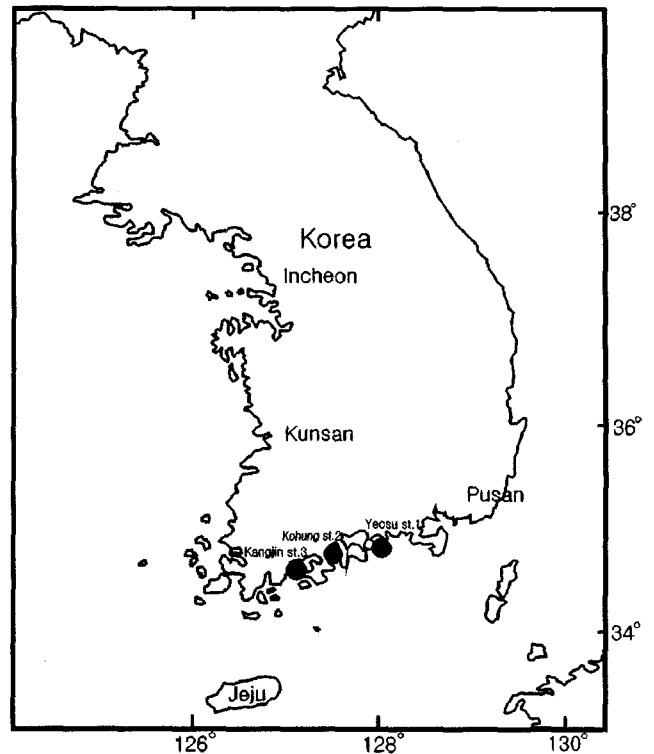 Korea
Incheon
38°
Kunsan
36°
Pusan
Yeosu st.1
Kohung st.2
Kangjin st.3
34°
Jeju
126°
128°
130°